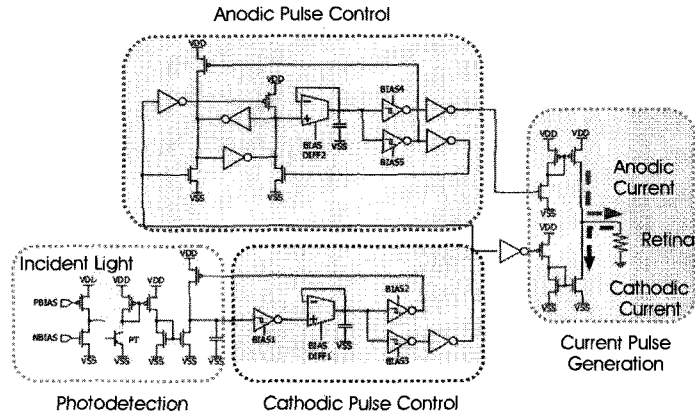 Anodic Pulse Control
VDD
VDD
BIAS4
BIAS
DIFF2
VSS
BIAS5
VSS
VSS
VDD VDD
Anodic
Current
VSS
VDD
Retina
Cathodic
Current
VSS VSS
Current Pulse
Generation
Incident Light
VDD
VDD
VDD
PBIAS
NBIAS
PT
VSS
VSS
VSS
VSS
BIAS1
BIAS
DIFF1
VSS
BIAS2
BIAS3
Photodetection
Cathodic Pulse Control